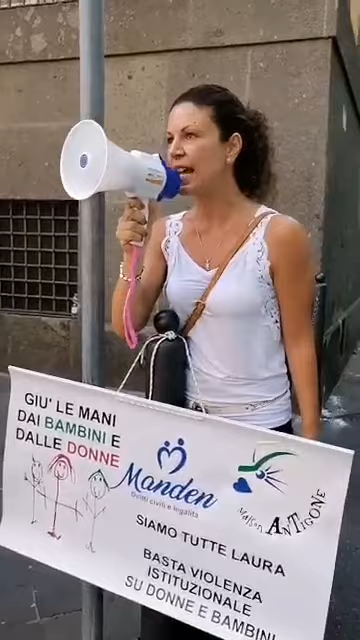 GIU' LE MANI
DAI BAMBINI E
DALLE DONNE
Manden
Diritti civili e legalità
Maison
ANTIGONE
SIAMO TUTTE LAURA
BASTA VIOLENZA
ISTITUZIONALE
SU DONNE E BAMBINI